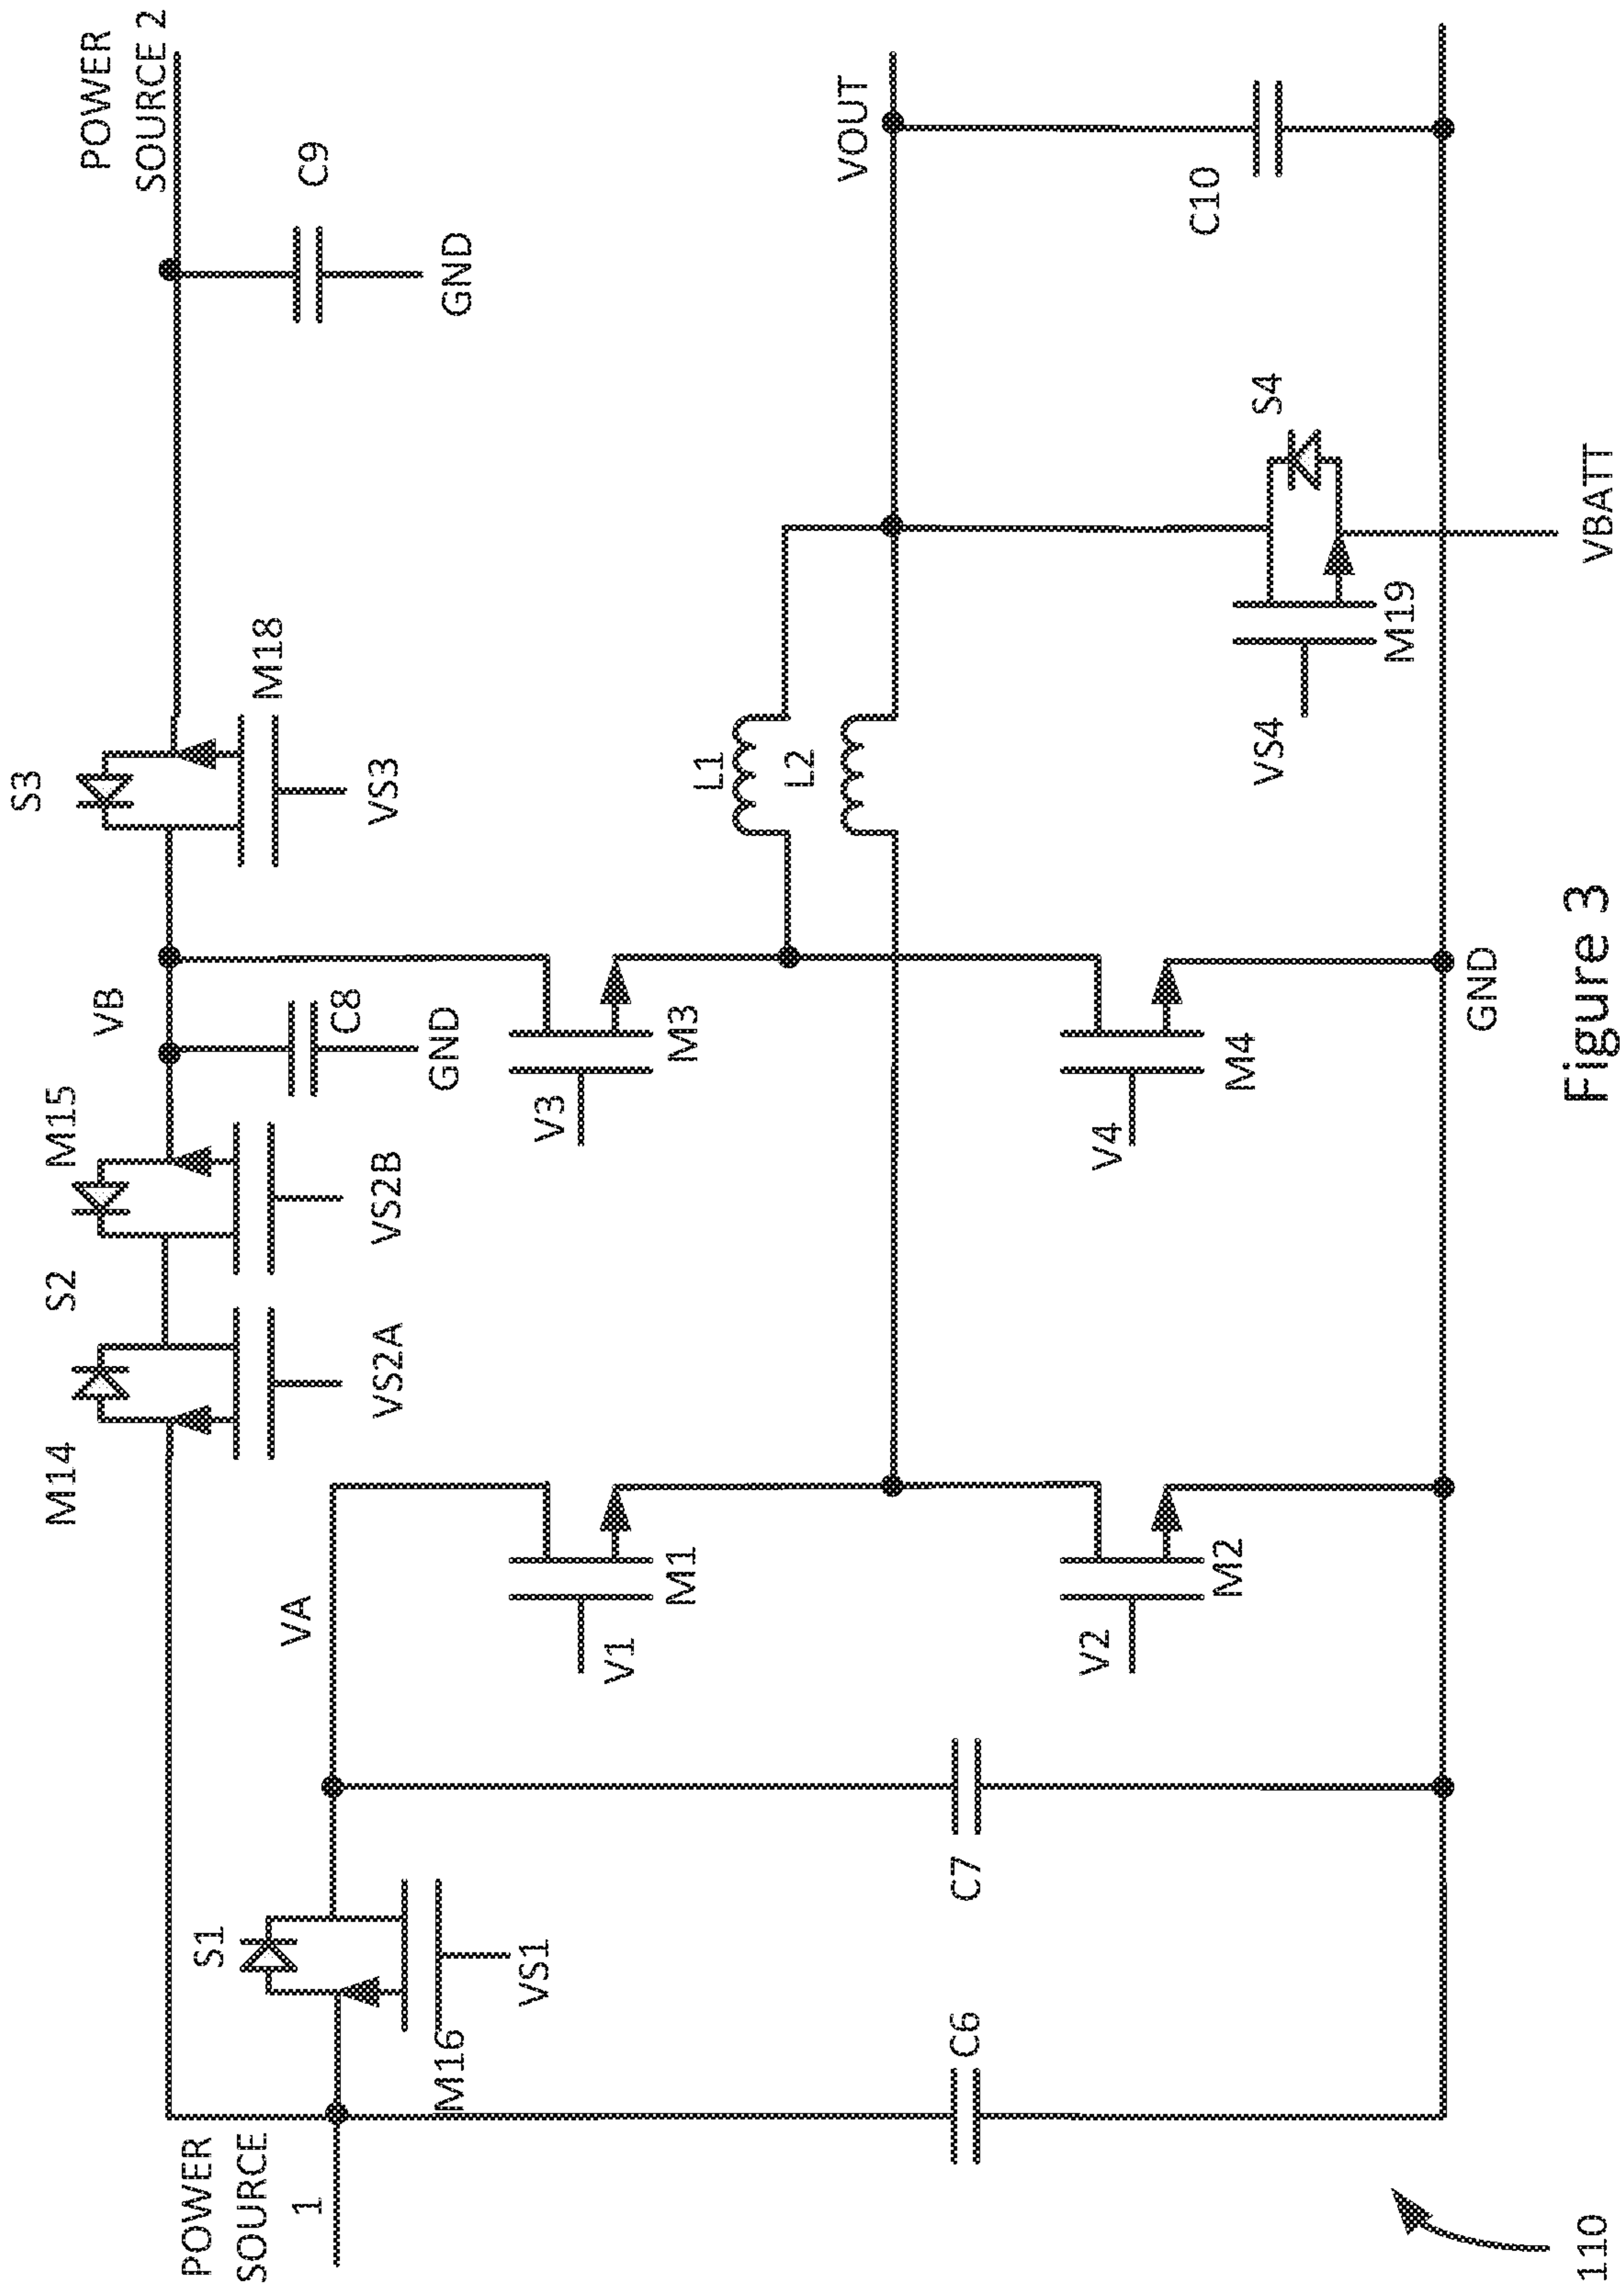 POWER
SOURCE 2
C9
GND
S3
M18
VS3
VB
C8
GND
M15
S2
VS2B
M14
VS2A
VOUT
C10
L1
L2
S4
M19
VS4
VBATT
V3
M3
V4
M4
GND
VA
V1
M1
V2
M2
S1
VS1
M16
C7
C6
POWER
SOURCE
1
110
Figure 3